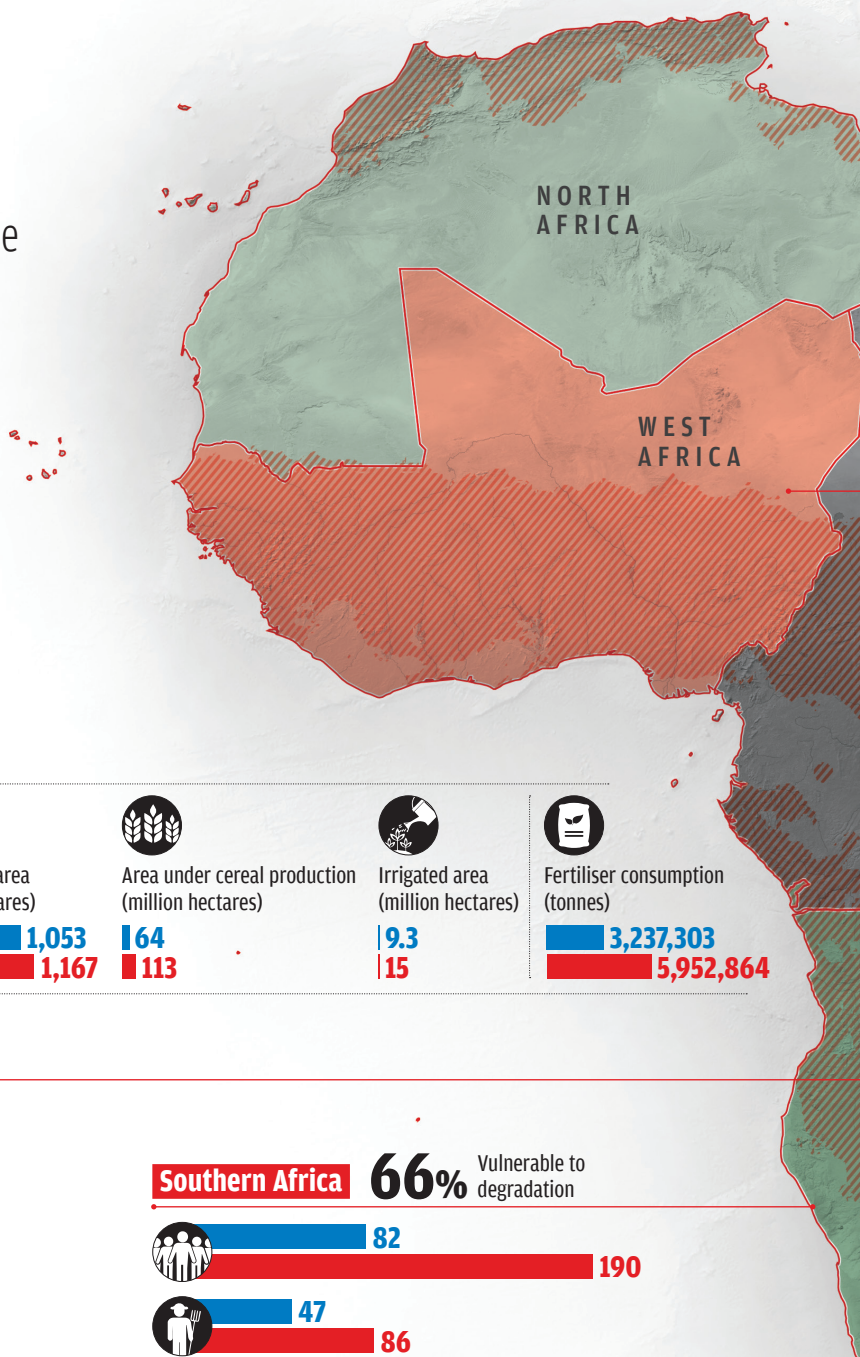 e
NORTH
AFRICA
WEST
AFRICA
area
ares)
1,053
1,167
Area under cereal production
(million hectares)
64
113
Irrigated area
(million hectares)
9.3
15
Fertiliser consumption
(tonnes)
3,237,303
5,952,864
Southern Africa 66% Vulnerable to
degradation
82
190
47
86